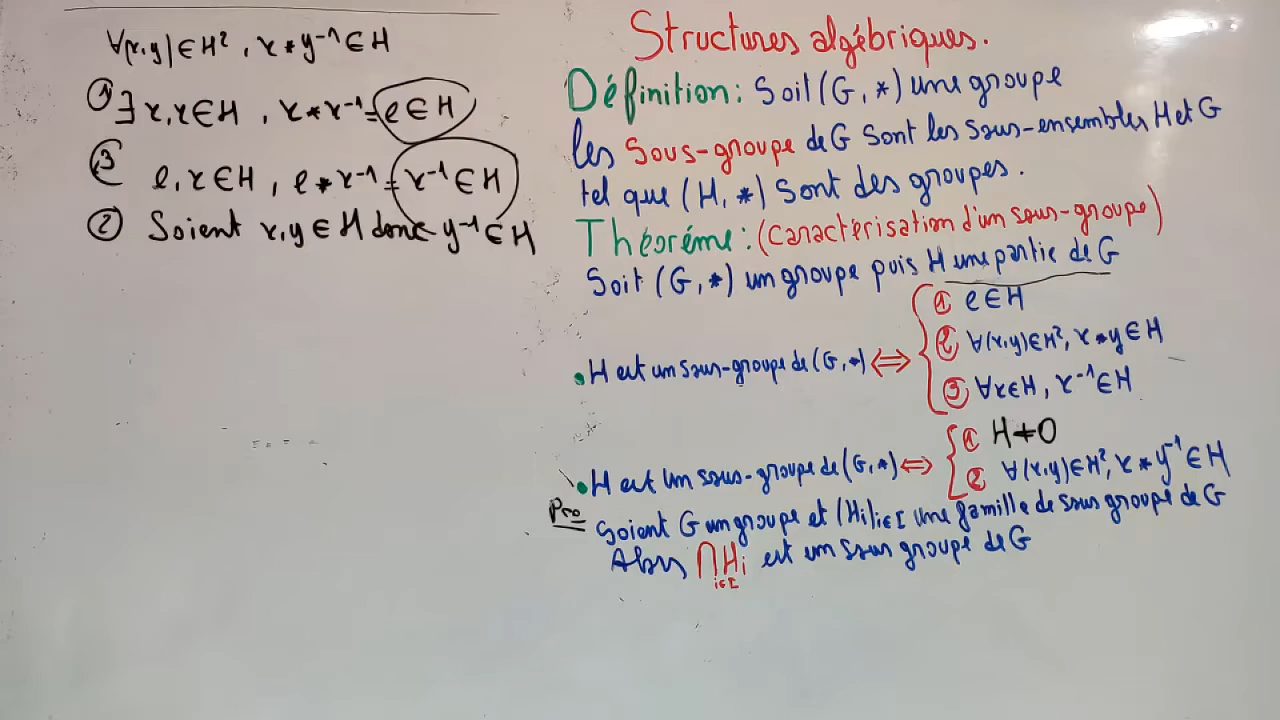 ∀(x,y)∈H², x*y⁻¹∈H
① ∃x, x∈H, x*x⁻¹=e∈H
③ e,x∈H, e*x⁻¹=x⁻¹∈H
② Soient x,y∈H donc y⁻¹∈H
Structures algébriques.
Définition: Soit (G,*) une groupe
les Sous-groupe de G sont les sous-ensembles H et G
tel que (H,*) sont des groupes.
Théoréme: (caractérisation d'un sous-groupe)
Soit (G,*) un groupe puis H une partie de G
① e∈H
• H est un sous-groupe de (G,*) ⟺ ② ∀(x,y)∈H², x*y∈H
③ ∀x∈H, x⁻¹∈H
① H≠O
• H est un sous-groupe de (G,*) ⟺ ② ∀(x,y)∈H², x*y⁻¹∈H
Pro Soient G un groupe et (Hi)i∈I une famille de sous groupe de G
Alors ⋂Hi est un sous groupe de G
i∈I